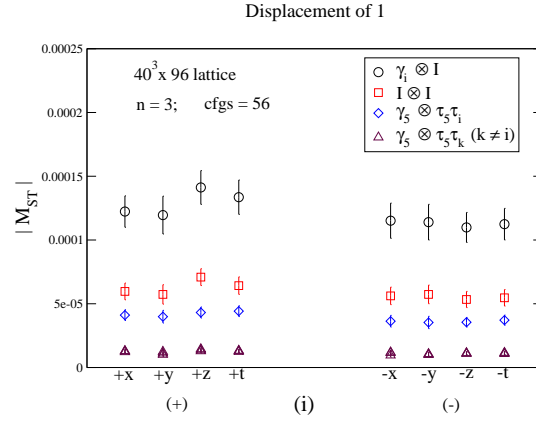 Displacement of 1
0.00025
0.0002
0.00015
0.0001
5e-05
0
| M_ST |
40³ x 96 lattice
n = 3; cfgs = 56
γ_i ⊗ I
I ⊗ I
γ_5 ⊗ τ_5τ_i
γ_5 ⊗ τ_5τ_k (k ≠ i)
+x +y +z +t -x -y -z -t
(+) (i) (-)